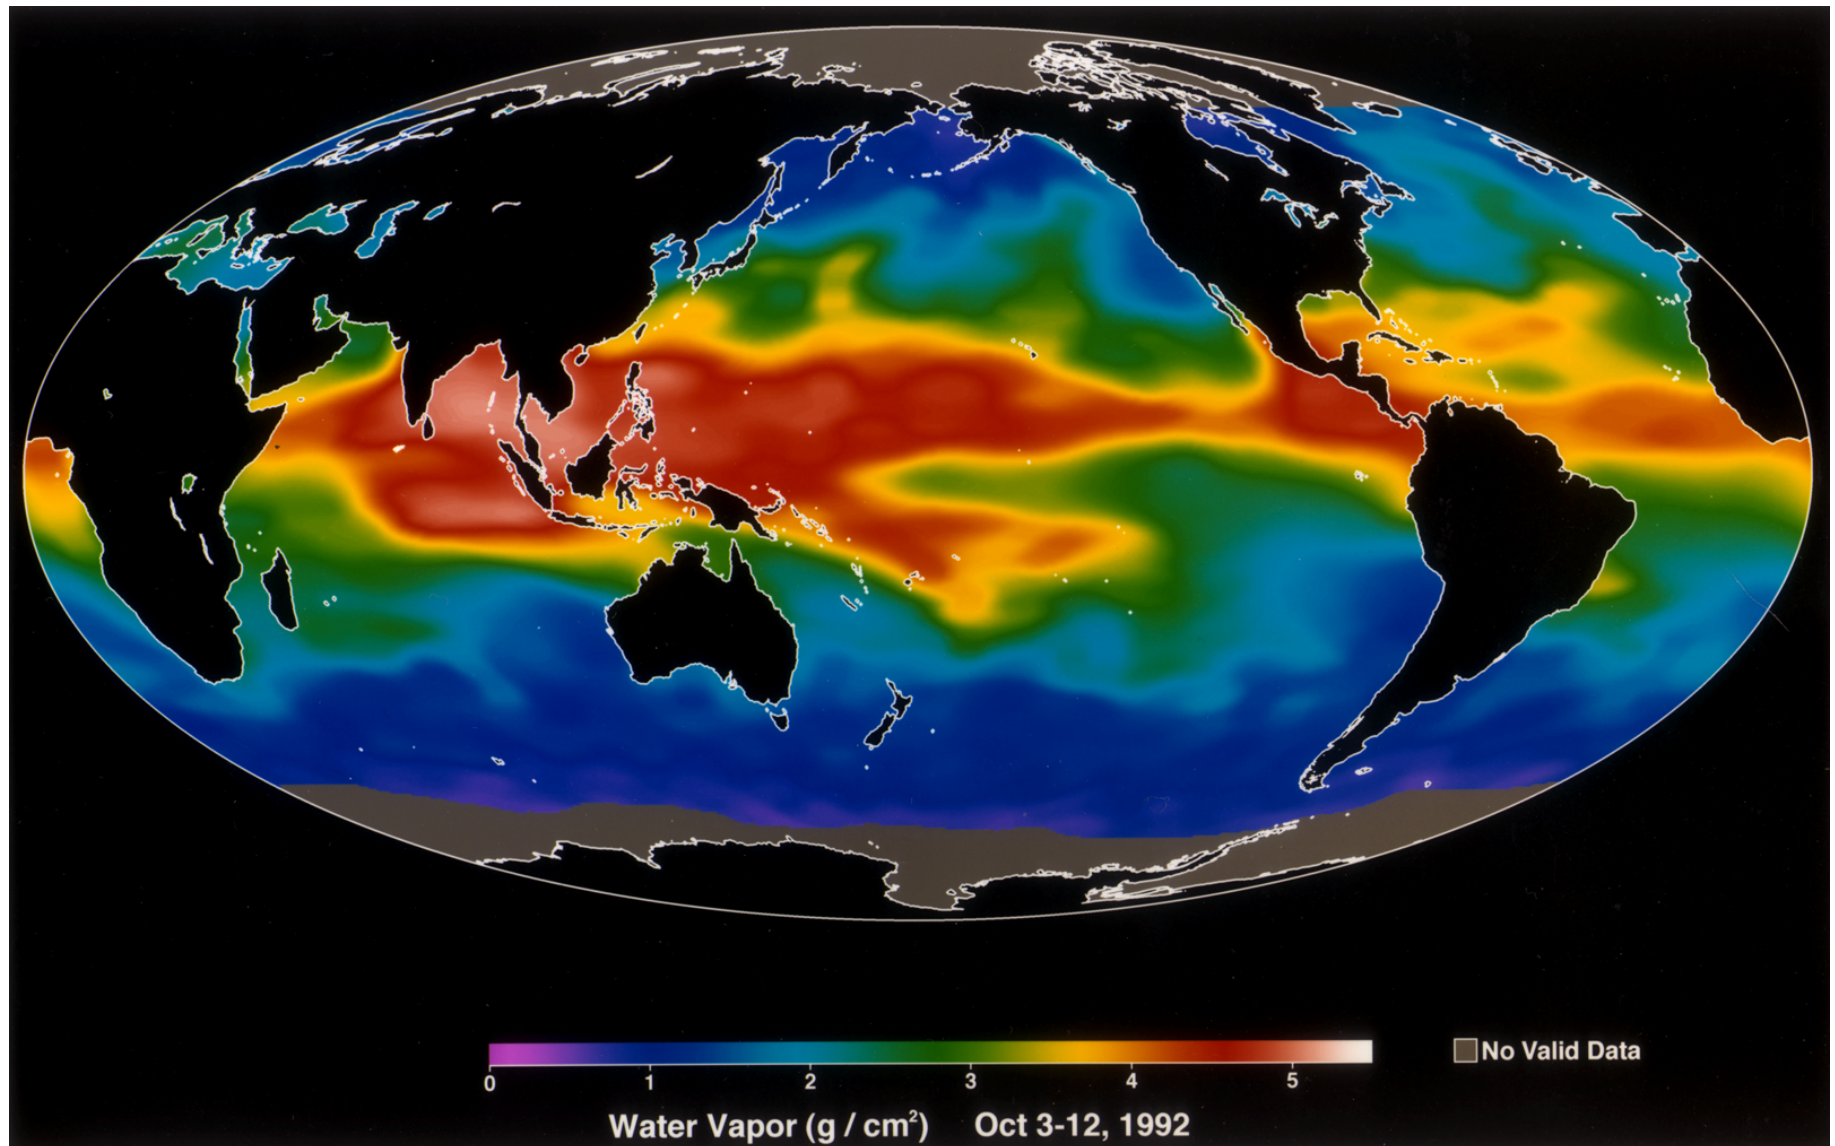 No Valid Data
0 1 2 3 4 5
Water Vapor (g / cm²) Oct 3-12, 1992